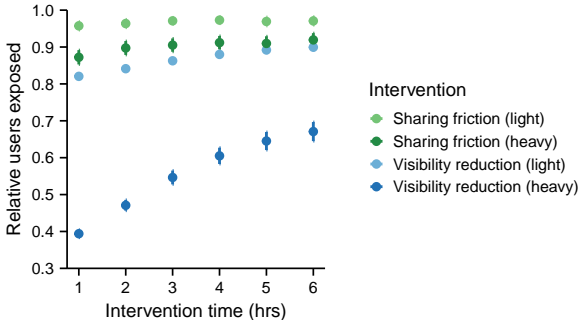 1.0
0.9
0.8
0.7
0.6
0.5
0.4
0.3
Relative users exposed
1 2 3 4 5 6
Intervention time (hrs)
Intervention
Sharing friction (light)
Sharing friction (heavy)
Visibility reduction (light)
Visibility reduction (heavy)